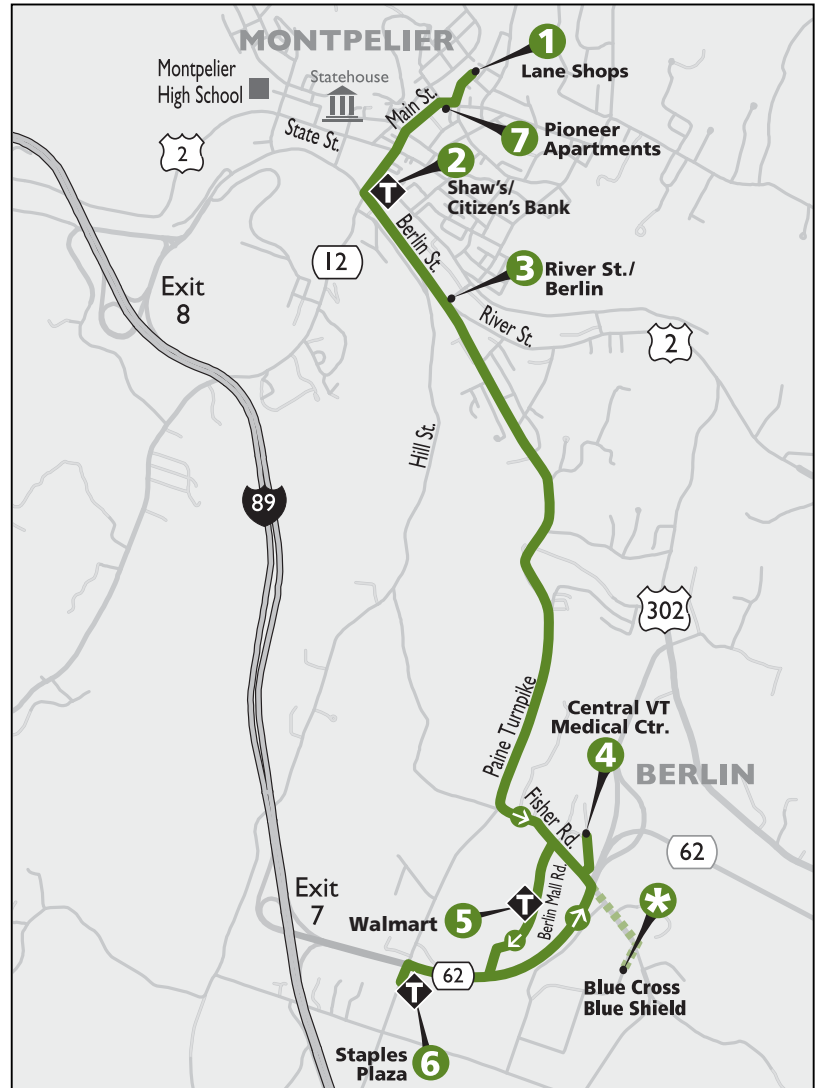 MONTPELIER
1
Lane Shops
Montpelier
High School
Statehouse
Main St.
7
Pioneer
Apartments
State St.
2
2
Shaw's/
Citizen's Bank
T
Berlin St.
12
3
River St./
Berlin
Exit
8
River St.
2
Hill St.
89
302
Paine Turnpike
Central VT
Medical Ctr.
4
BERLIN
Fisher Rd.
62
Exit
7
Berlin Mall Rd.
*
Walmart
5
T
62
Blue Cross
Blue Shield
T
Staples
Plaza
6